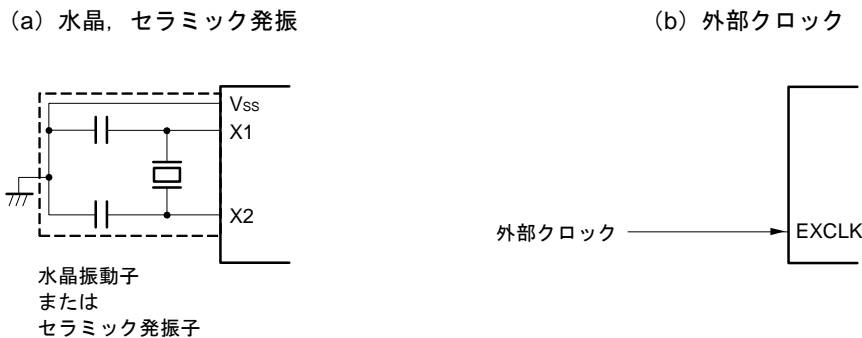 (a) 水晶，セラミック発振
VSS
X1
X2
水晶振動子
または
セラミック発振子
(b) 外部クロック
外部クロック
EXCLK